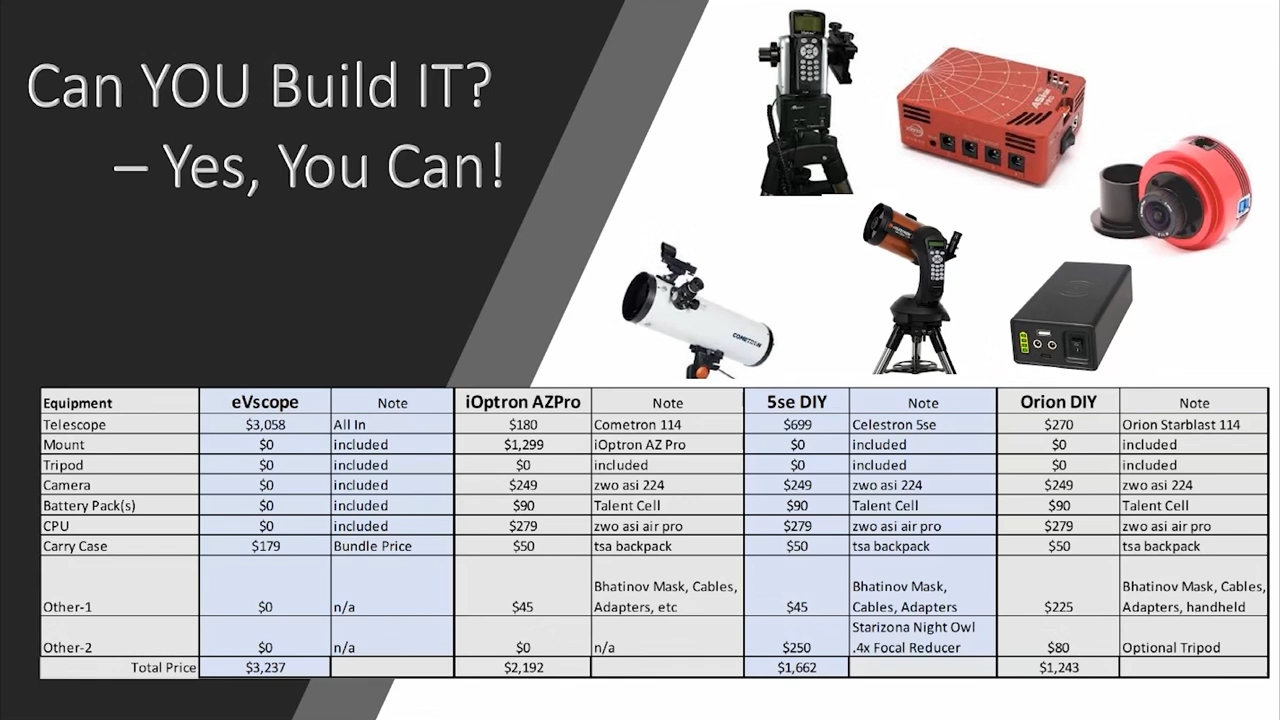 Can YOU Build IT?
– Yes, You Can!
ASIair
PRO
COMETRON
Equipment eVscope Note iOptron AZPro Note 5se DIY Note Orion DIY Note
Telescope $3,058 All In $180 Cometron 114 $699 Celestron 5se $270 Orion Starblast 114
Mount $0 included $1,299 iOptron AZ Pro $0 included $0 included
Tripod $0 included $0 included $0 included $0 included
Camera $0 included $249 zwo asi 224 $249 zwo asi 224 $249 zwo asi 224
Battery Pack(s) $0 included $90 Talent Cell $90 Talent Cell $90 Talent Cell
CPU $0 included $279 zwo asi air pro $279 zwo asi air pro $279 zwo asi air pro
Carry Case $179 Bundle Price $50 tsa backpack $50 tsa backpack $50 tsa backpack
Bhatinov Mask, Cables, Bhatinov Mask, Bhatinov Mask, Cables,
Other-1 $0 n/a $45 Adapters, etc $45 Cables, Adapters $225 Adapters, handheld
Starizona Night Owl
Other-2 $0 n/a $0 n/a $250 .4x Focal Reducer $80 Optional Tripod
Total Price $3,237 $2,192 $1,662 $1,243